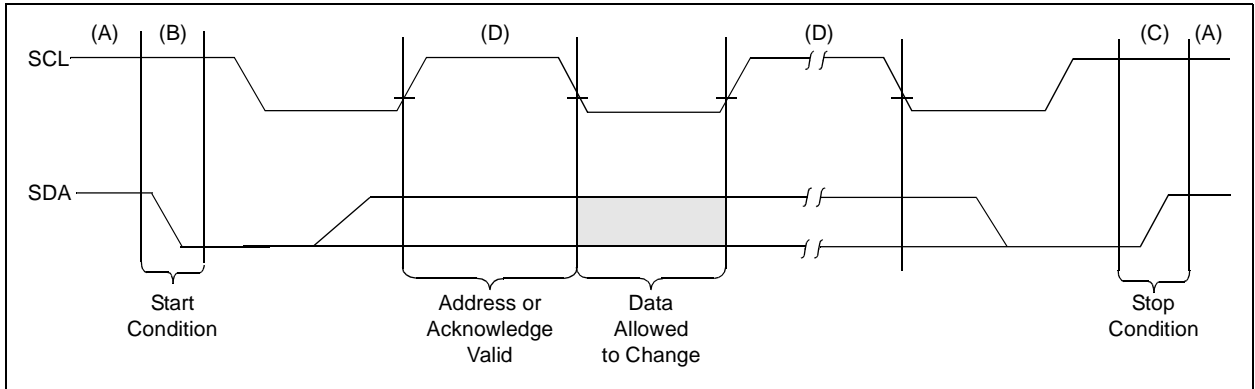 (A) (B) (D) (D) (C) (A)
SCL
SDA
Start
Condition
Address or
Acknowledge
Valid
Data
Allowed
to Change
Stop
Condition